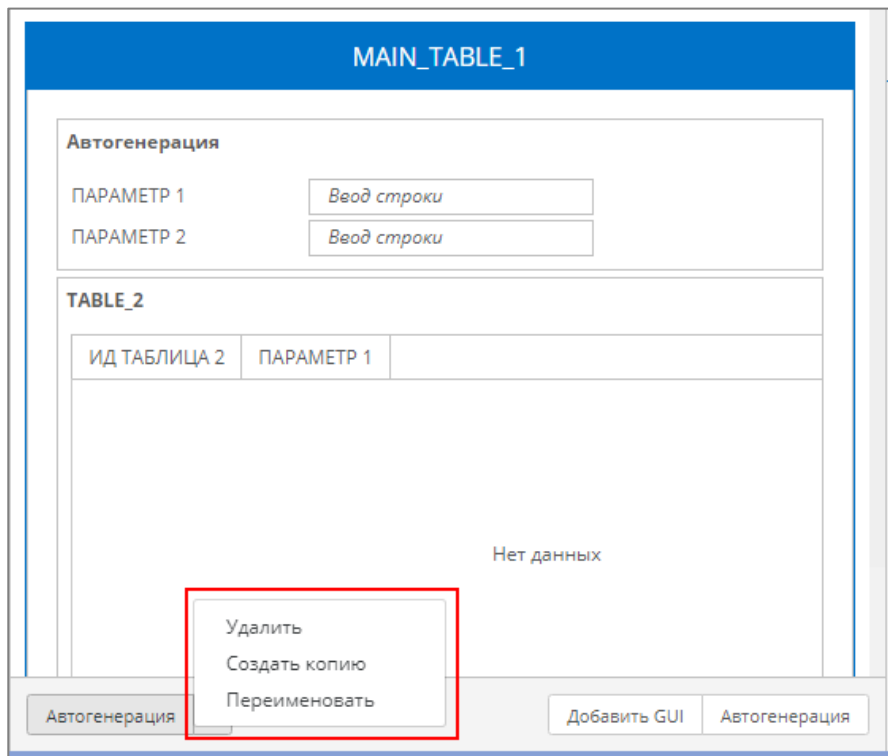 MAIN_TABLE_1
Автогенерация
ПАРАМЕТР 1 Ввод строки
ПАРАМЕТР 2 Ввод строки
TABLE_2
ИД ТАБЛИЦА 2 ПАРАМЕТР 1
Нет данных
Удалить
Создать копию
Переименовать
Автогенерация Добавить GUI Автогенерация